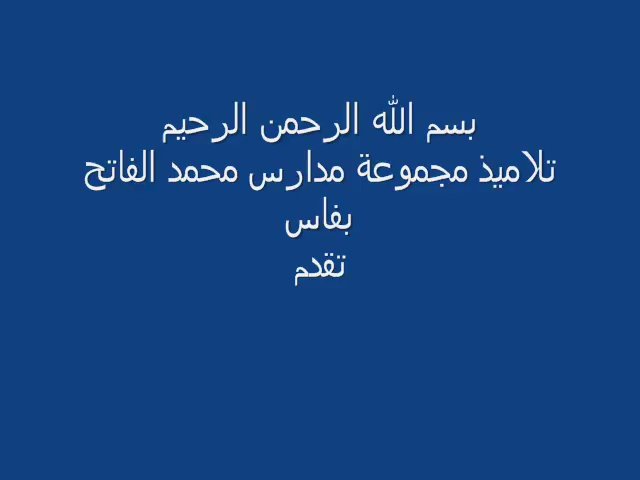 بسم الله الرحمن الرحيم
تلاميذ مجموعة مدارس محمد الفاتح
بفاس
تقدم